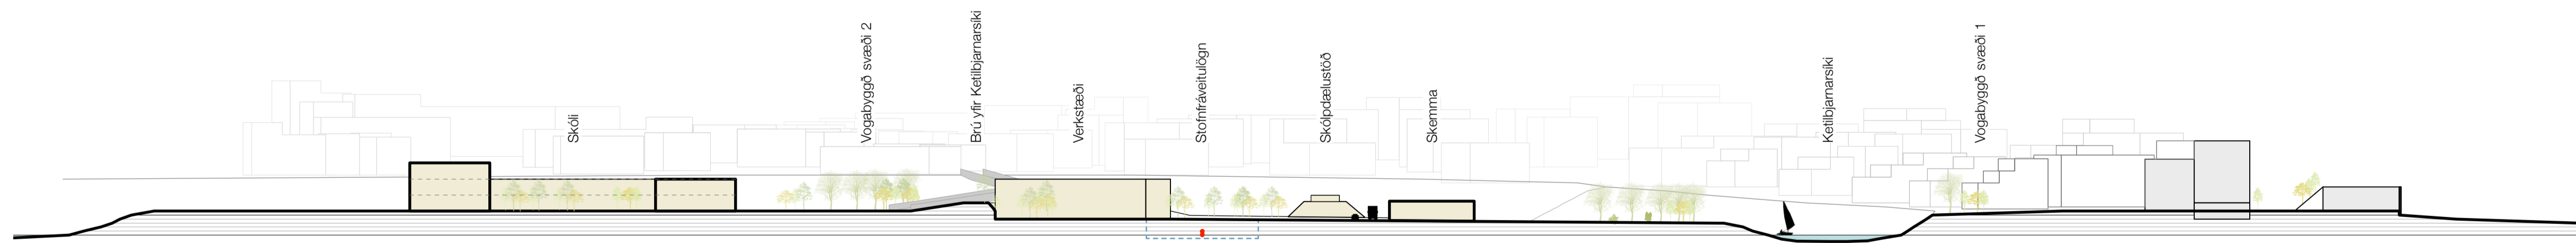 Skóli
Vogabyggð svæði 2
Brú yfir Ketilbjarnarsíki
Verkstæði
Stofnfráveitulögn
Skólpdælustöð
Skemma
Ketilbjarnarsíki
Vogabyggð svæði 1